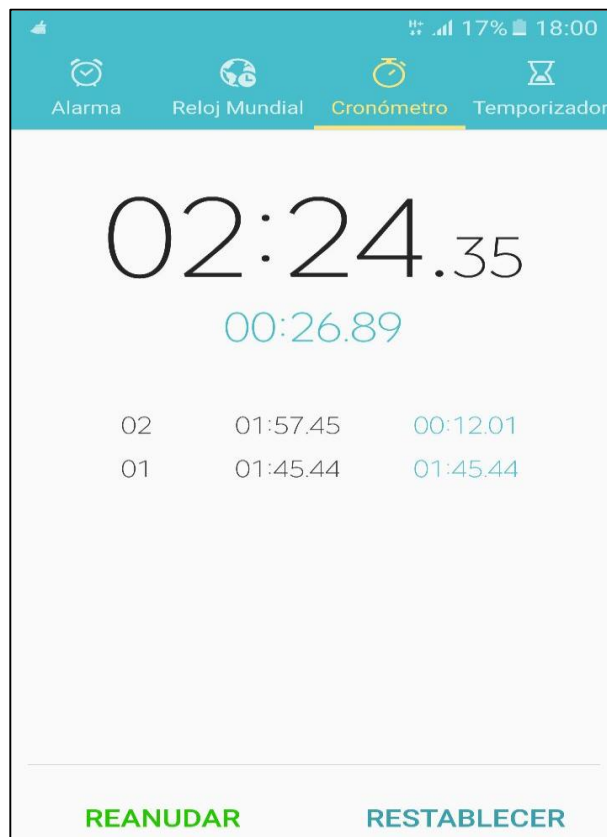 H+ 17% 18:00
Alarma Reloj Mundial Cronómetro Temporizador
02:24.35
00:26.89
02 01:57.45 00:12.01
01 01:45.44 01:45.44
REANUDAR RESTABLECER